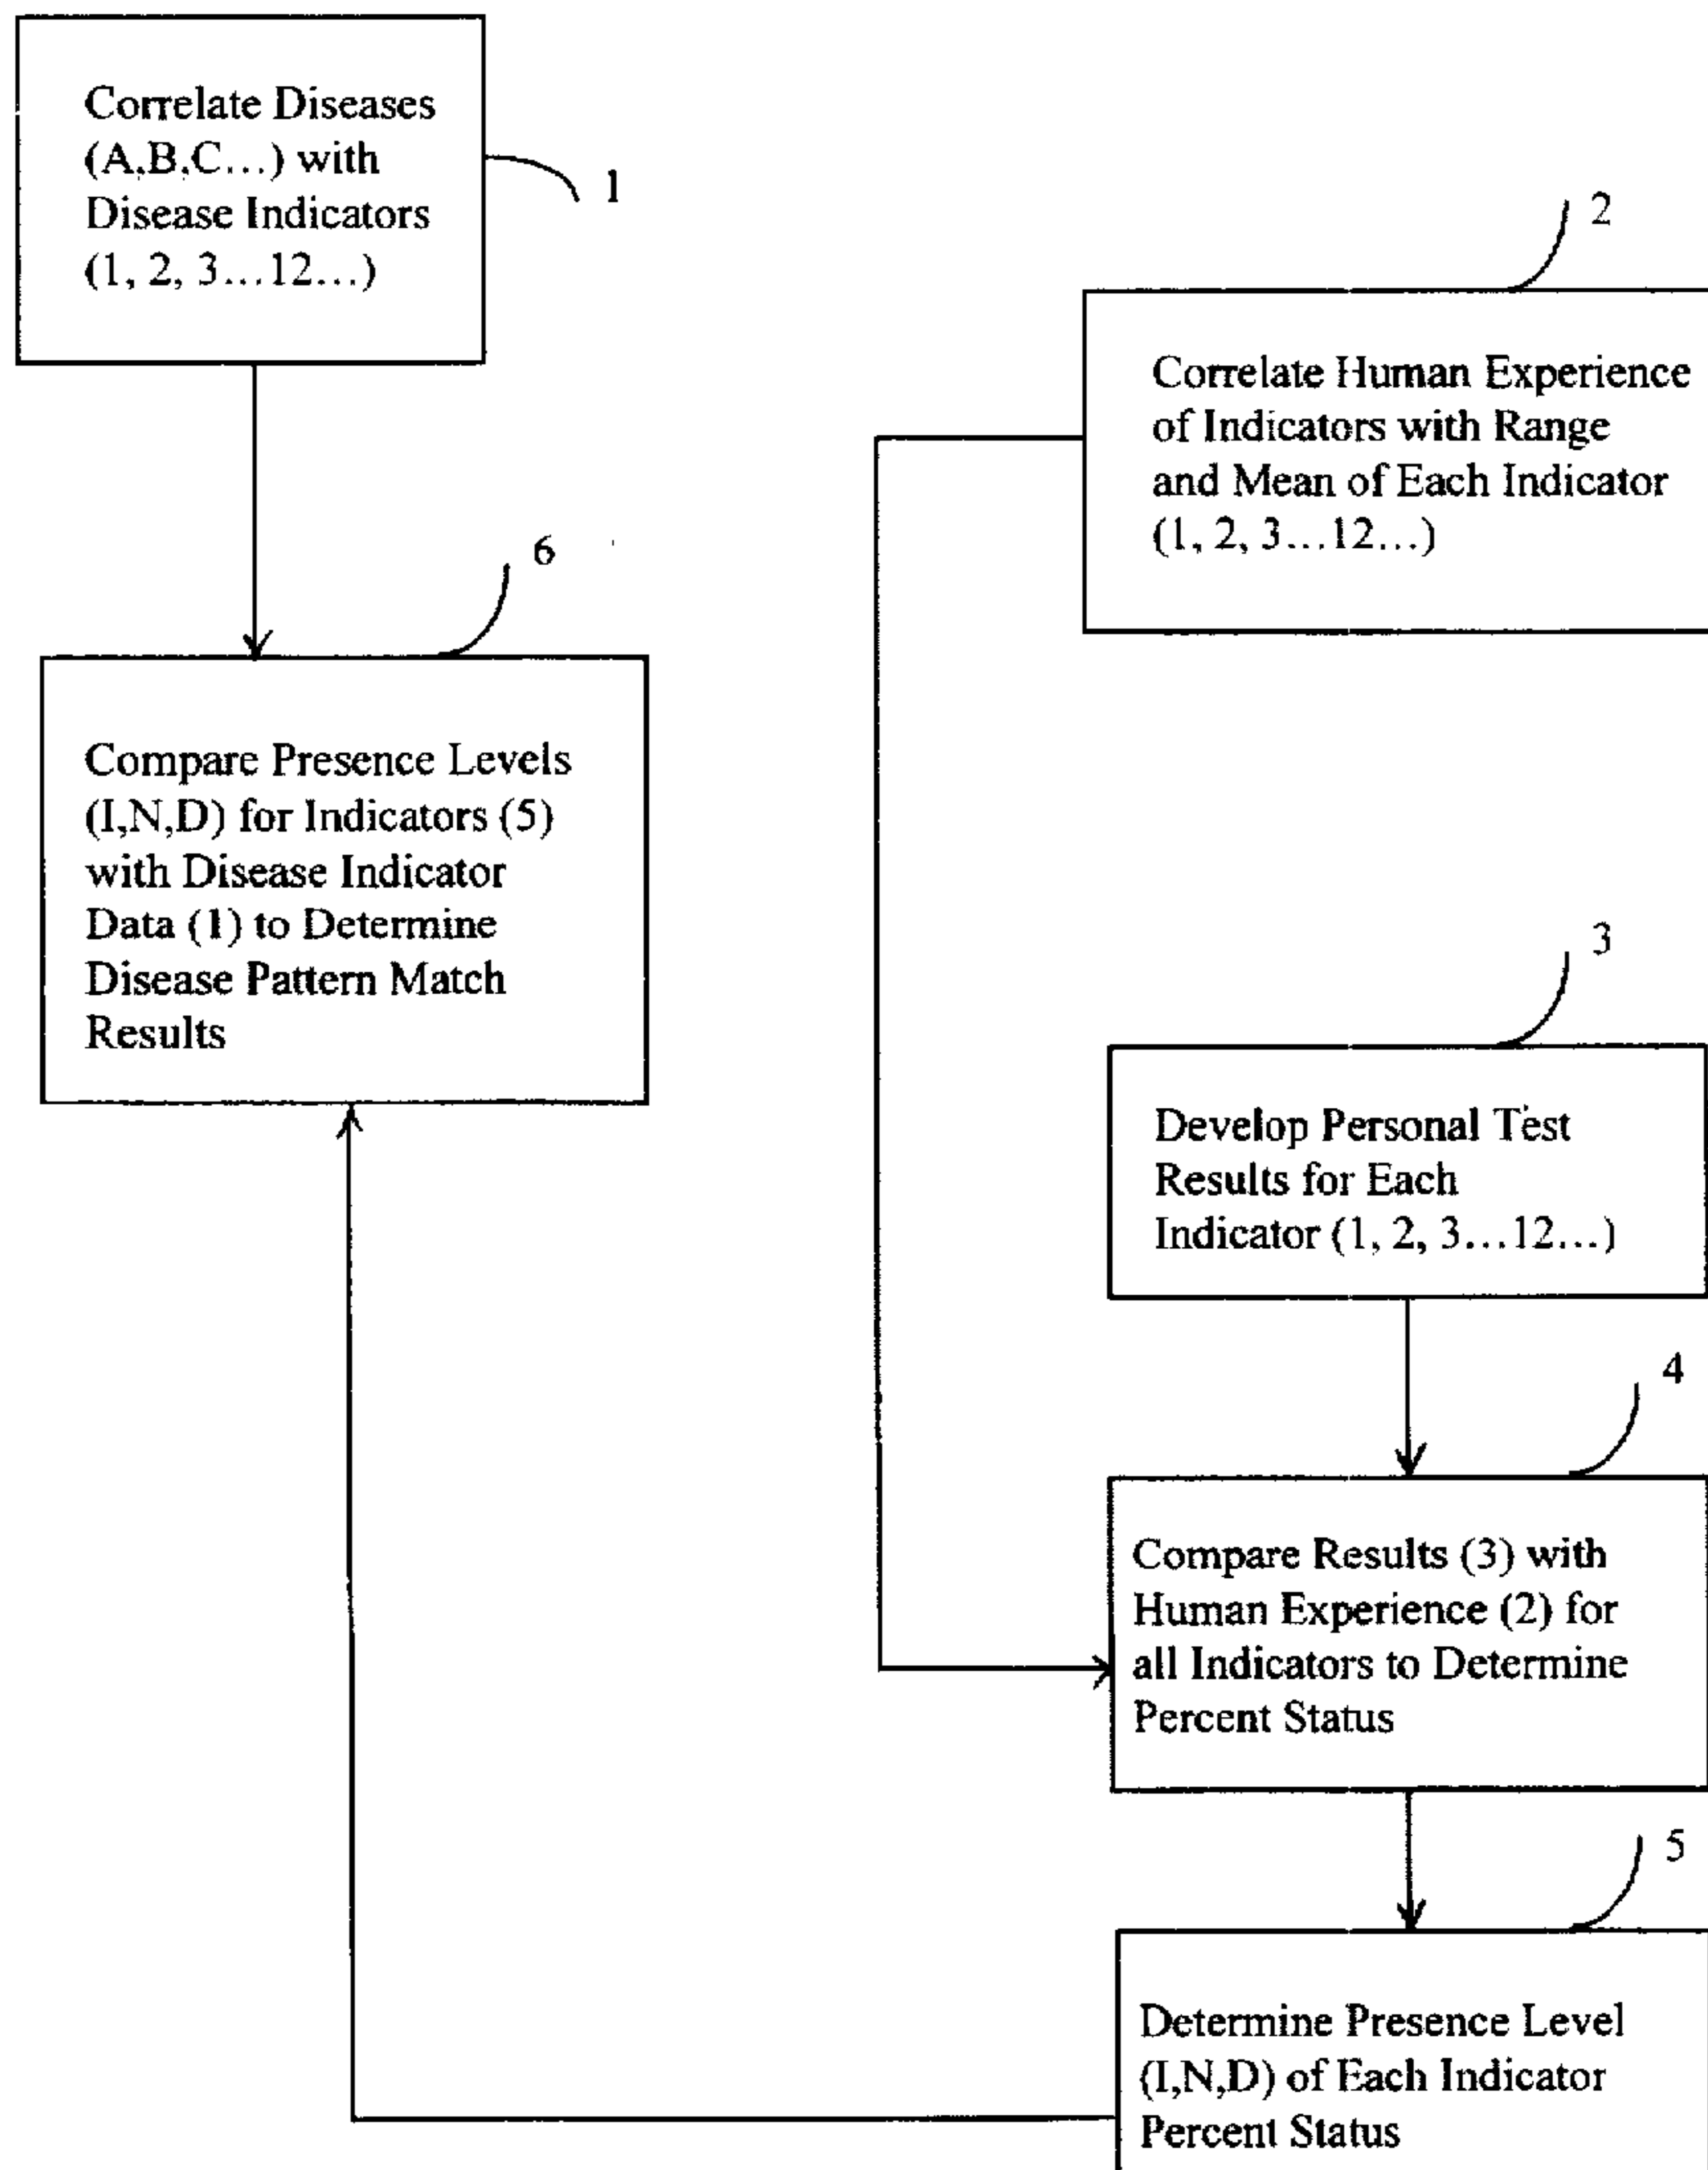 Correlate Diseases
(A,B,C...) with
Disease Indicators
(1, 2, 3...12...)
1
2
Correlate Human Experience
of Indicators with Range
and Mean of Each Indicator
(1, 2, 3...12...)
6
Compare Presence Levels
(I,N,D) for Indicators (5)
with Disease Indicator
Data (1) to Determine
Disease Pattern Match
Results
3
Develop Personal Test
Results for Each
Indicator (1, 2, 3...12...)
4
Compare Results (3) with
Human Experience (2) for
all Indicators to Determine
Percent Status
5
Determine Presence Level
(I,N,D) of Each Indicator
Percent Status